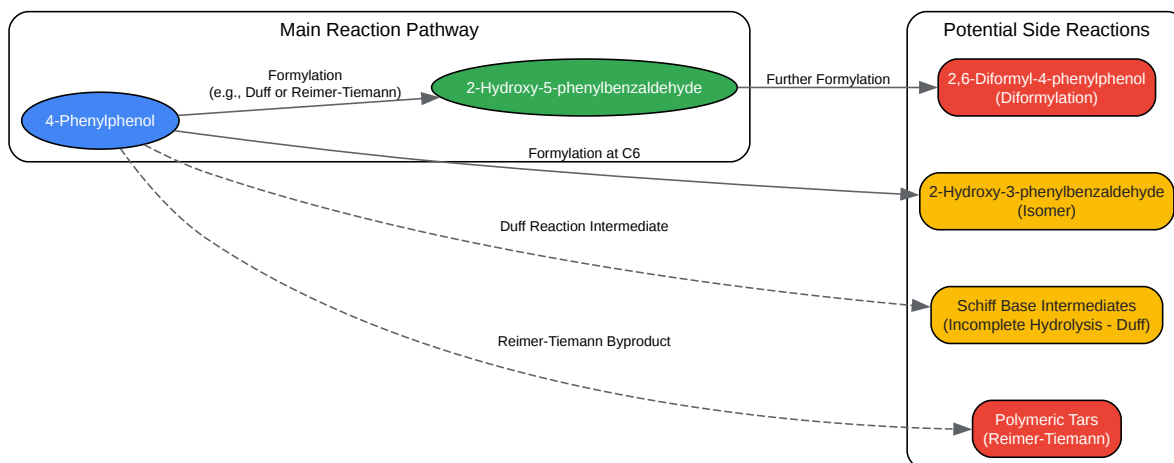 Main Reaction Pathway
Potential Side Reactions
Formylation
(e.g., Duff or Reimer-Tiemann)
4-Phenylphenol
2-Hydroxy-5-phenylbenzaldehyde
Further Formylation
2,6-Diformyl-4-phenylphenol
(Diformylation)
Formylation at C6
2-Hydroxy-3-phenylbenzaldehyde
(Isomer)
Duff Reaction Intermediate
Schiff Base Intermediates
(Incomplete Hydrolysis - Duff)
Reimer-Tiemann Byproduct
Polymeric Tars
(Reimer-Tiemann)